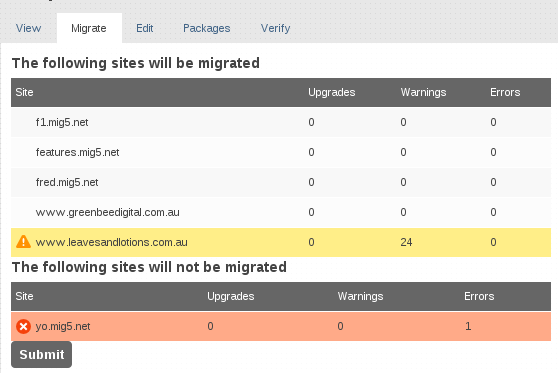 View Migrate Edit Packages Verify
The following sites will be migrated
Site Upgrades Warnings Errors
f1.mig5.net 0 0 0
features.mig5.net 0 0 0
fred.mig5.net 0 0 0
www.greenbeedigital.com.au 0 0 0
www.leavesandlotions.com.au 0 24 0
The following sites will not be migrated
Site Upgrades Warnings Errors
yo.mig5.net 0 0 1
Submit